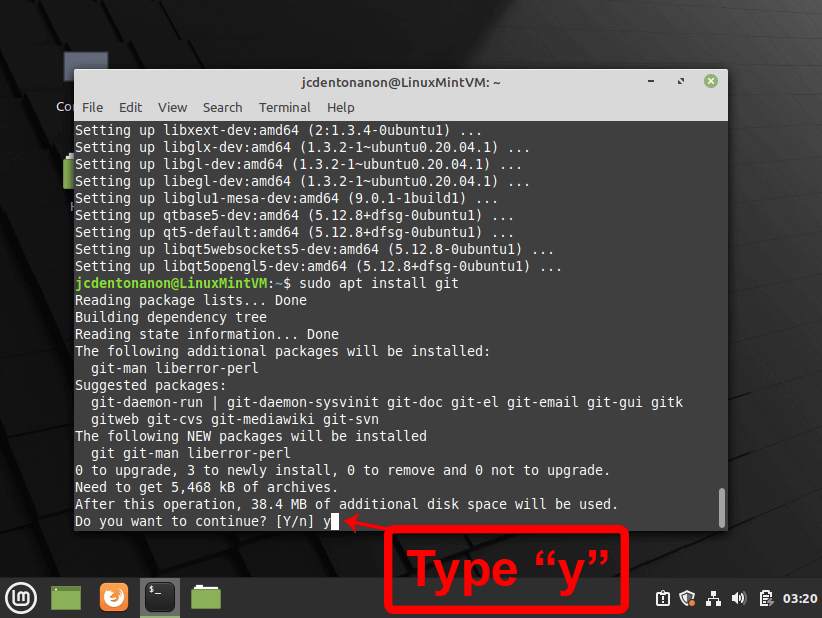 jcdentonanon@LinuxMintVM: ~
File Edit View Search Terminal Help
Setting up libxext-dev:amd64 (2:1.3.4-0ubuntu1) ...
Setting up libglx-dev:amd64 (1.3.2-1~ubuntu0.20.04.1) ...
Setting up libgl-dev:amd64 (1.3.2-1~ubuntu0.20.04.1) ...
Setting up libegl-dev:amd64 (1.3.2-1~ubuntu0.20.04.1) ...
Setting up libglu1-mesa-dev:amd64 (9.0.1-1build1) ...
Setting up qtbase5-dev:amd64 (5.12.8+dfsg-0ubuntu1) ...
Setting up qt5-default:amd64 (5.12.8+dfsg-0ubuntu1) ...
Setting up libqt5websockets5-dev:amd64 (5.12.8-0ubuntu1) ...
Setting up libqt5opengl5-dev:amd64 (5.12.8+dfsg-0ubuntu1) ...
jcdentonanon@LinuxMintVM:~$ sudo apt install git
Reading package lists... Done
Building dependency tree
Reading state information... Done
The following additional packages will be installed:
git-man liberror-perl
Suggested packages:
git-daemon-run | git-daemon-sysvinit git-doc git-el git-email git-gui gitk
gitweb git-cvs git-mediawiki git-svn
The following NEW packages will be installed
git git-man liberror-perl
0 to upgrade, 3 to newly install, 0 to remove and 0 not to upgrade.
Need to get 5,468 kB of archives.
After this operation, 38.4 MB of additional disk space will be used.
Do you want to continue? [Y/n] y
Type “y”
03:20